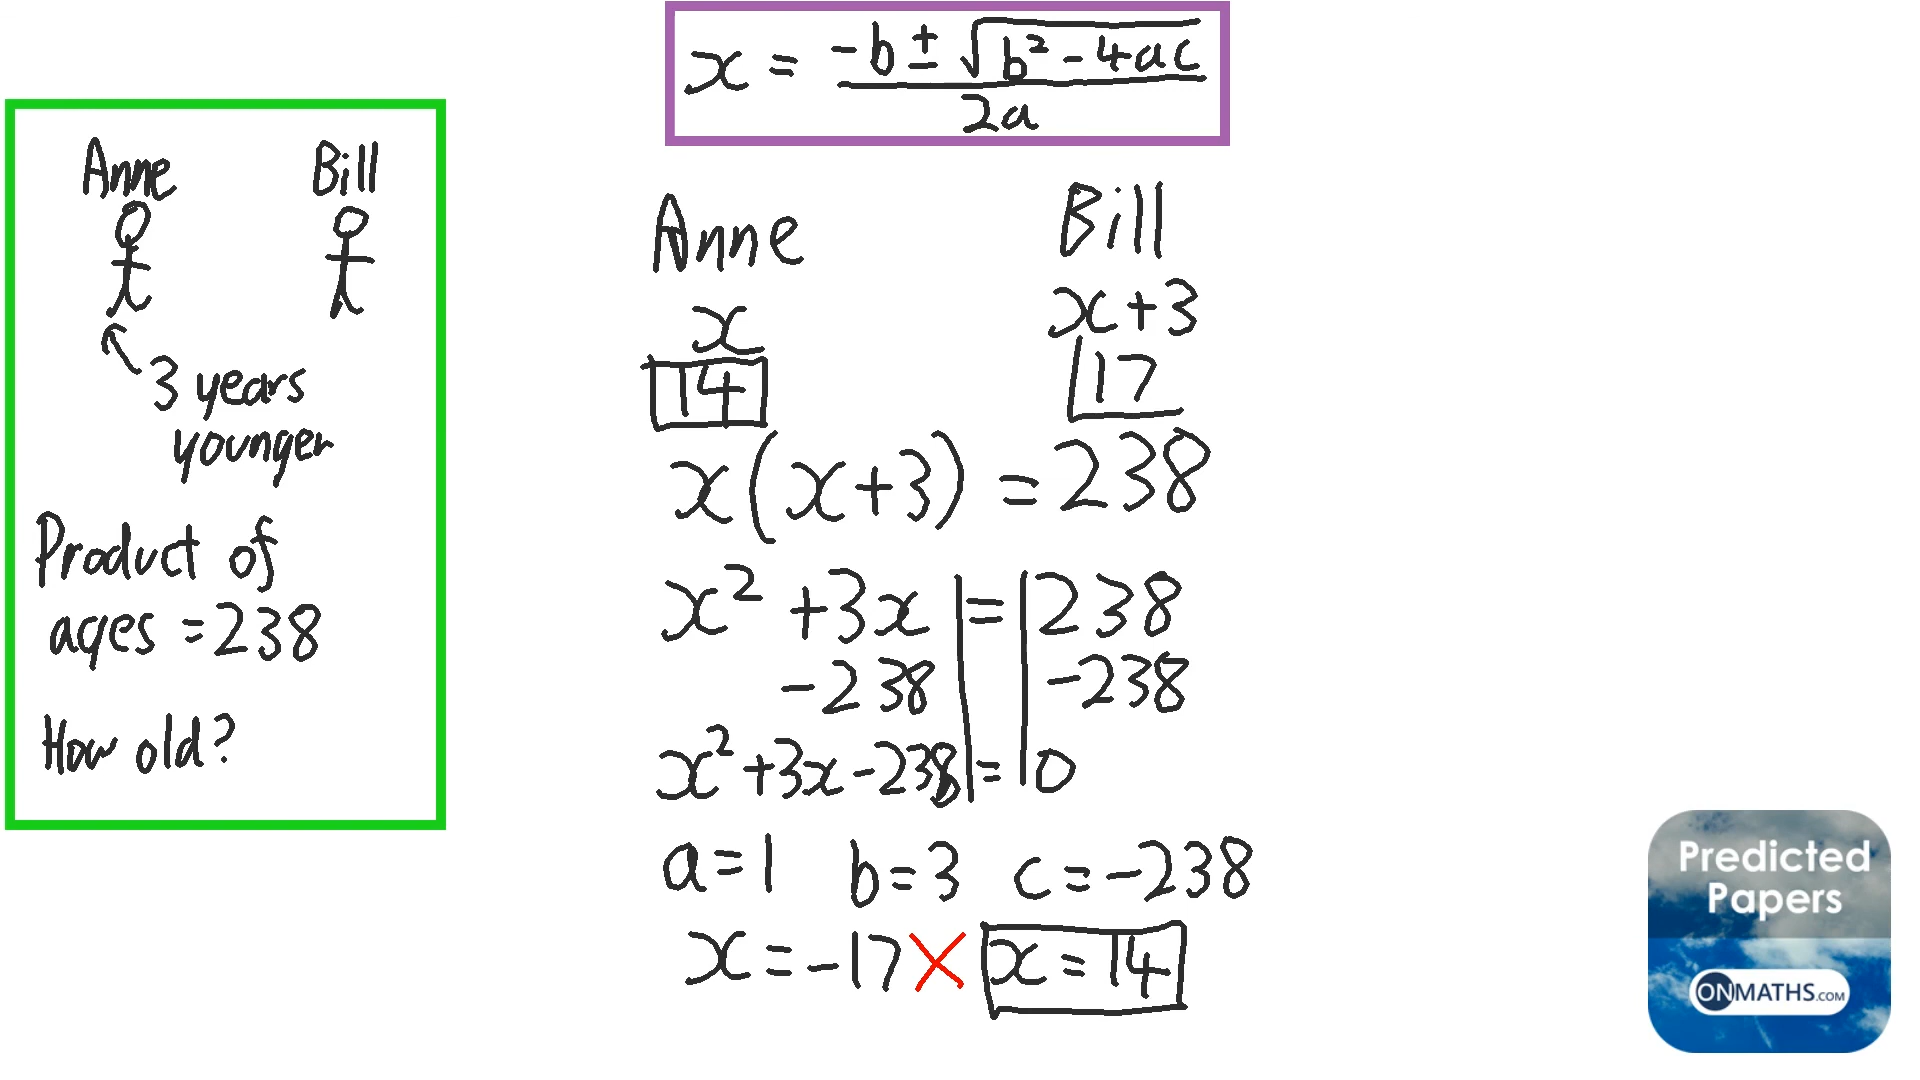 x = -b ± √b² - 4ac
2a
Anne Bill
3 years
younger
Product of
ages = 238
How old?
Anne Bill
x x + 3
14 17
x(x + 3) = 238
x² + 3x = 238
- 238 - 238
x² + 3x - 238 = 0
a = 1 b = 3 c = -238
x = -17 × x = 14
Predicted
Papers
ONMATHS.COM